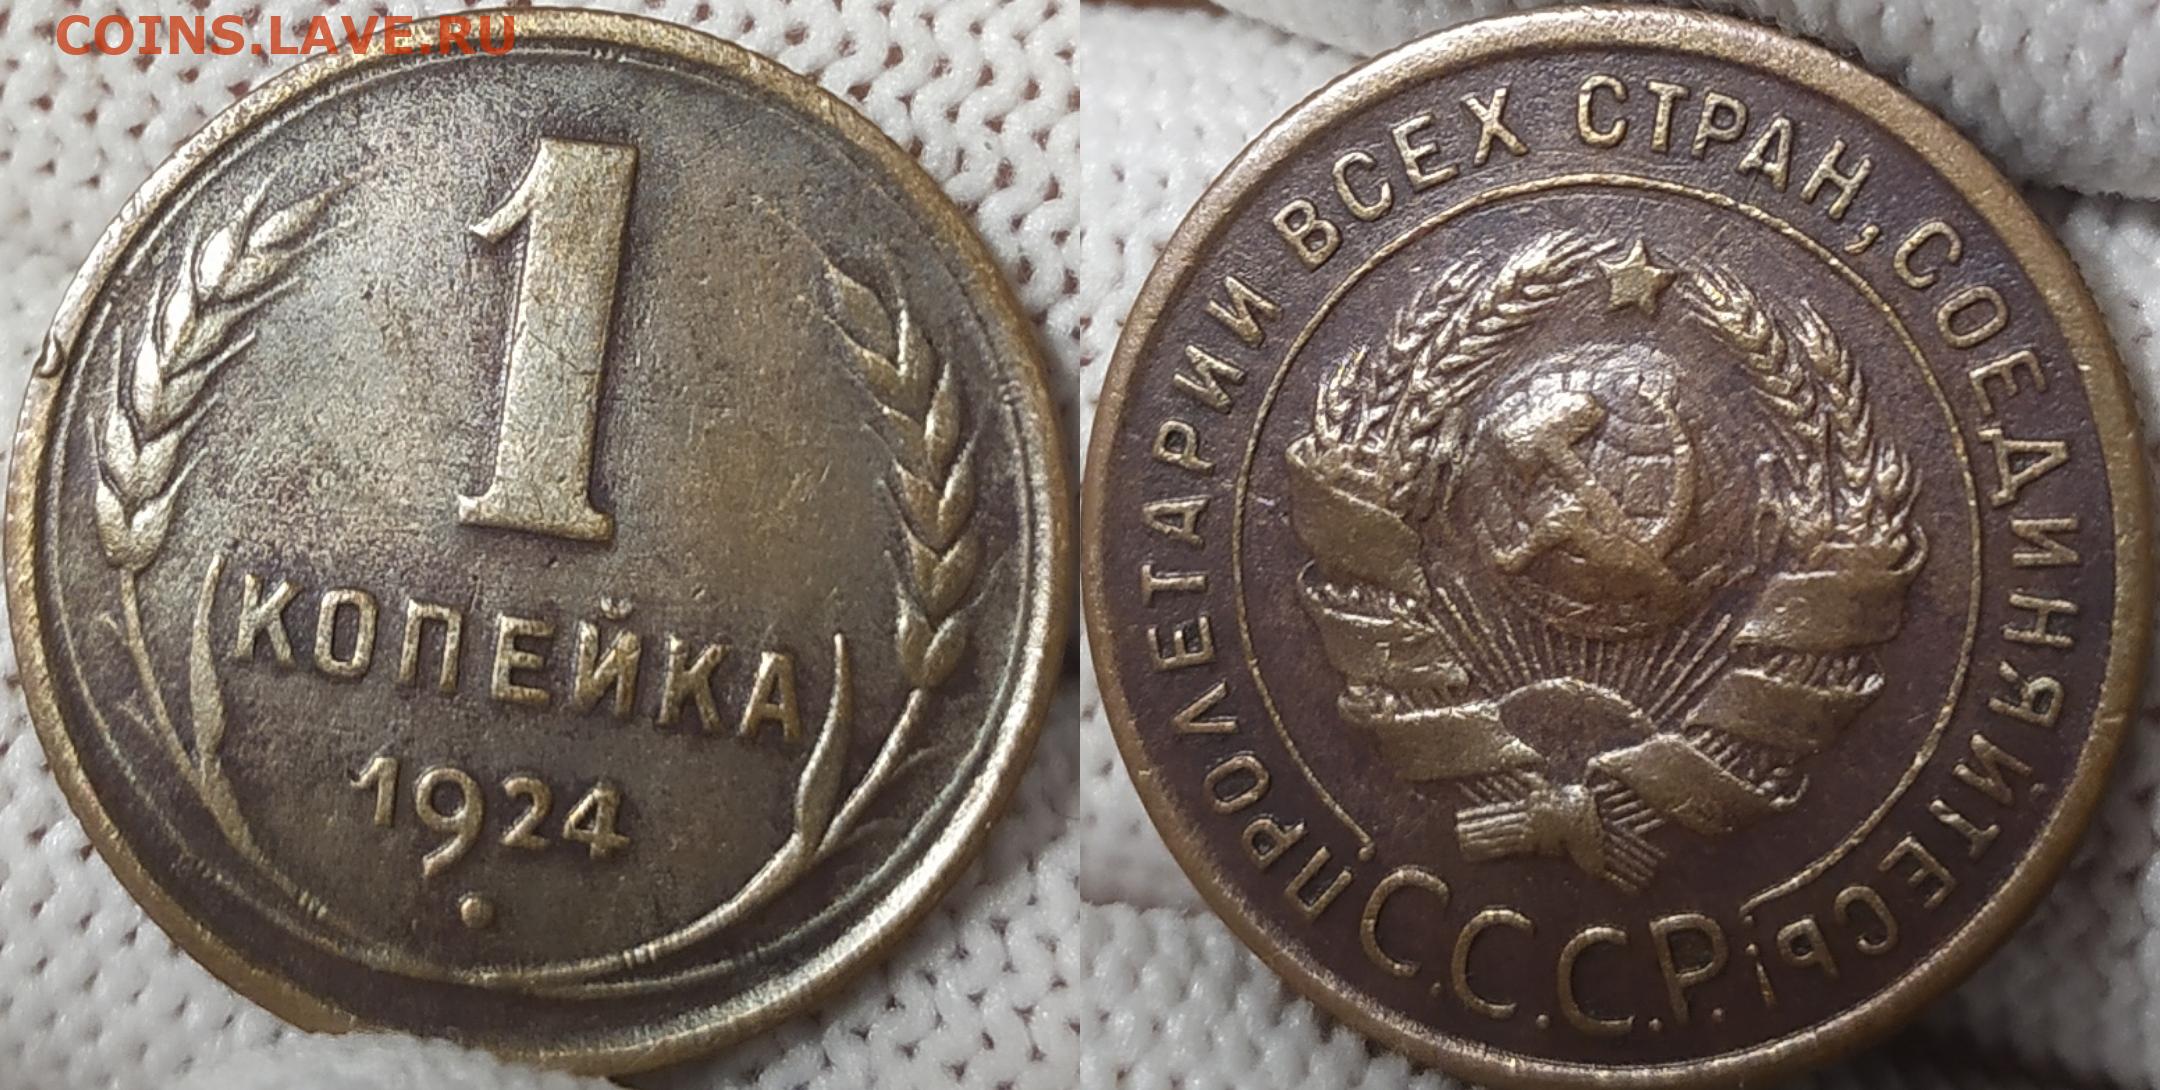 COINS.LAVE.RU
1
КОПЕЙКА
1924
ПРОЛЕТАРИИ ВСЕХ СТРАН, СОЕДИНЯЙТЕСЬ!
С.С.С.Р.